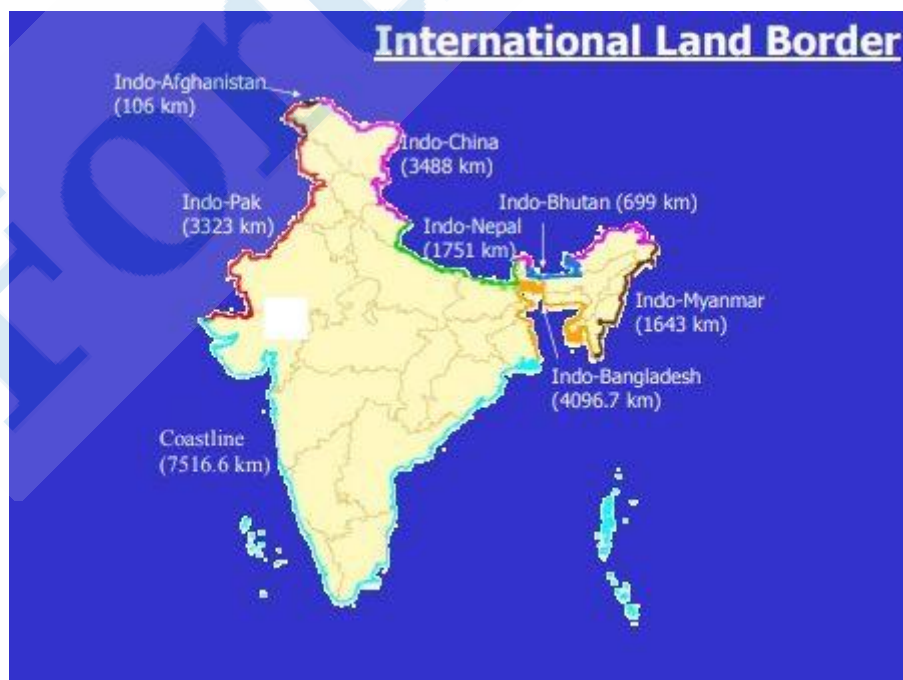 International Land Border
Indo-Afghanistan
(106 km)
Indo-China
(3488 km)
Indo-Pak
(3323 km)
Indo-Bhutan (699 km)
Indo-Nepal
(1751 km)
Indo-Myanmar
(1643 km)
Indo-Bangladesh
(4096.7 km)
Coastline
(7516.6 km)